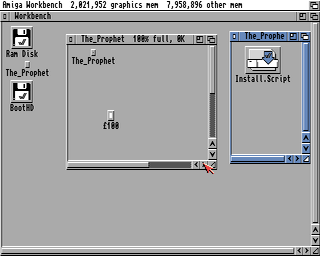 Amiga Workbench 2,021,952 graphics mem 7,958,896 other mem
Workbench
Ram Disk
The_Prophet
BootHD
The_Prophet 100% full, 0K
The_Prophet
£100
The_Prophe
Install.Script